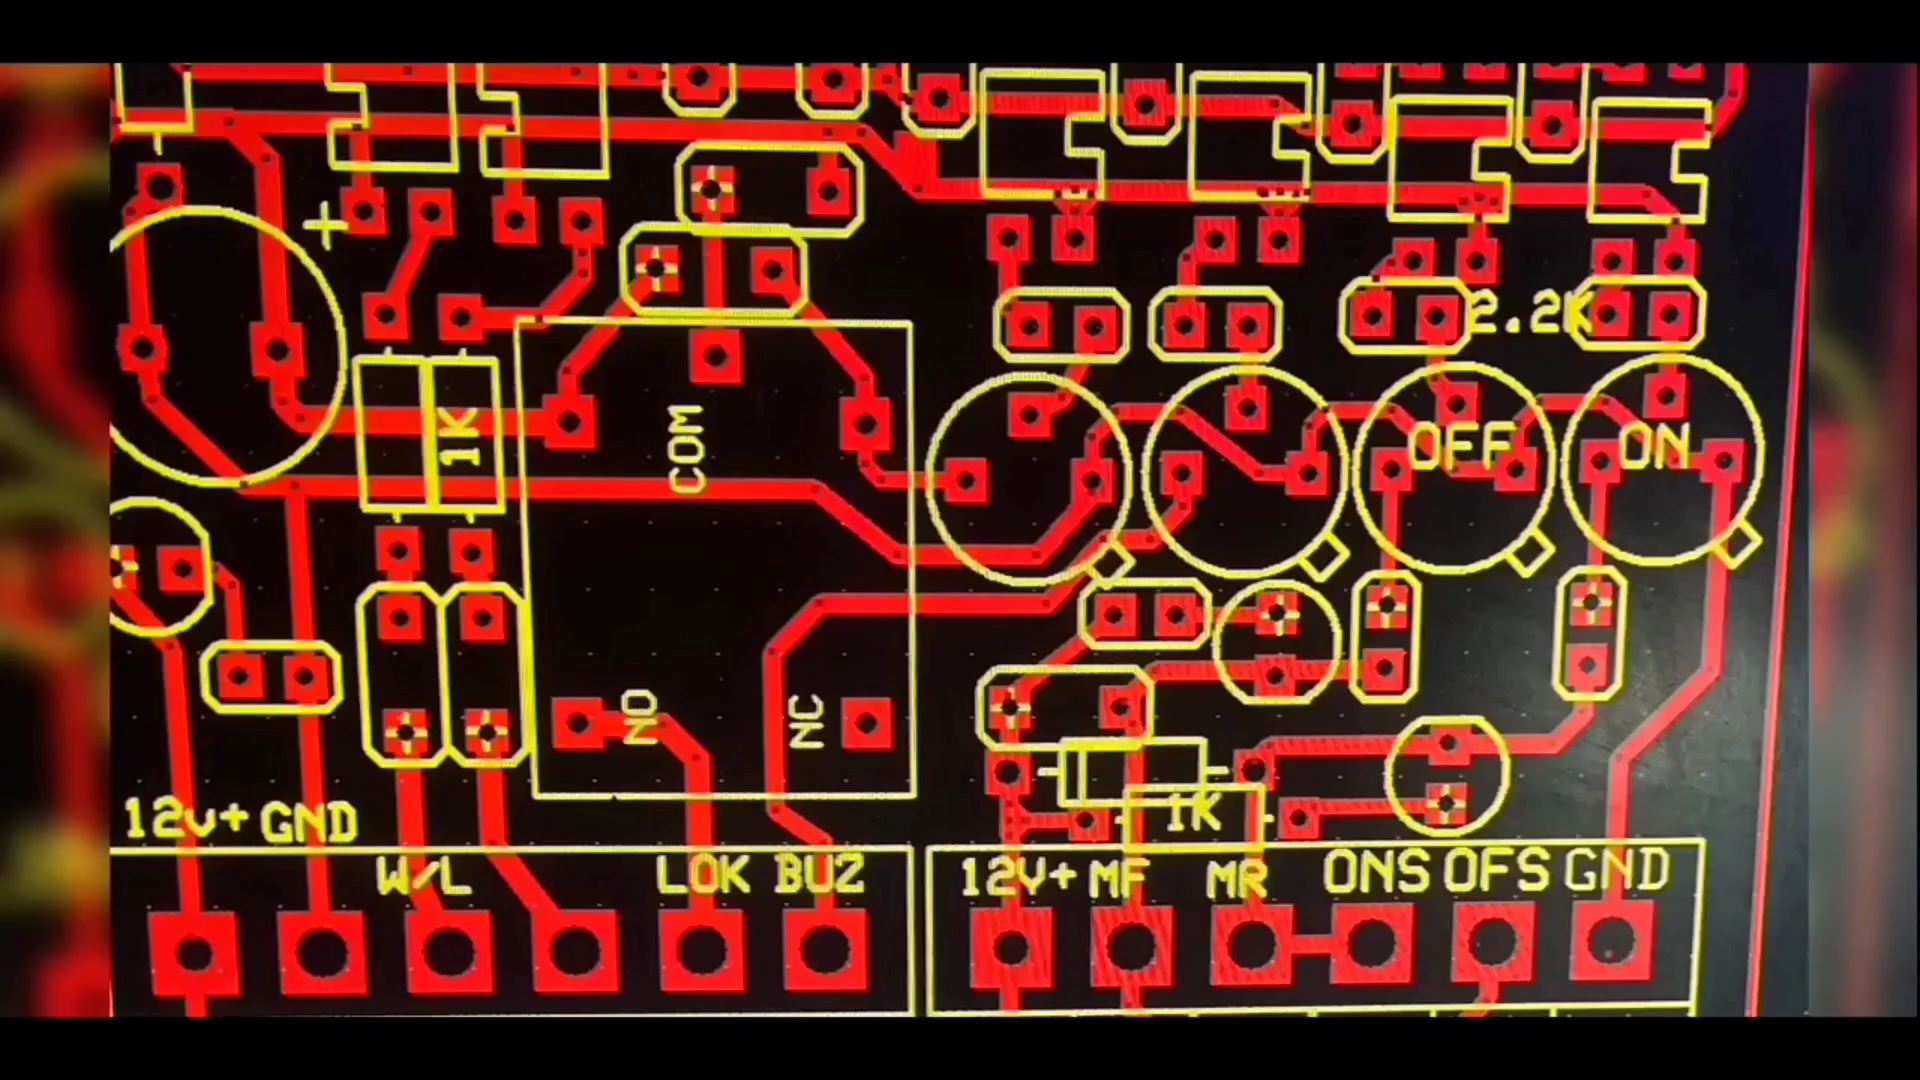 2.2K
1K
COM
OFF
ON
NO
NC
12v+ GND
1K
W/L
LOK BUZ
12V+ MF MR ONS OFS GND